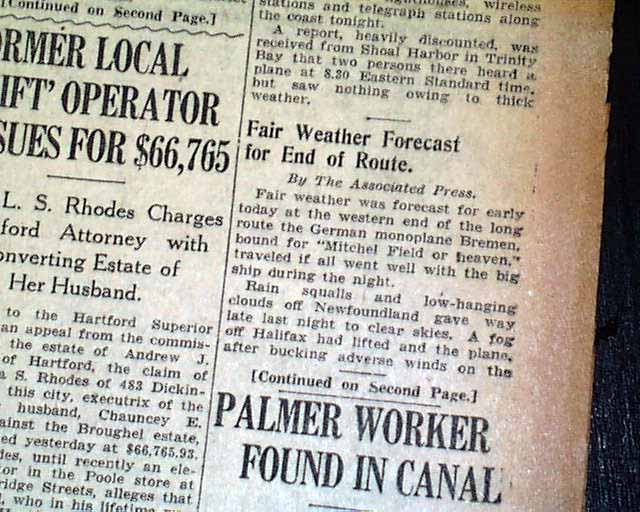 [Continued on Second Page.]
ORMER LOCAL
IFT' OPERATOR
SUES FOR $66,765
L. S. Rhodes Charges
ford Attorney with
onverting Estate of
Her Husband.
to the Hartford Superior
an appeal from the commis-
the estate of Andrew J.
of Hartford, the claim of
S. Rhodes of 483 Dickin-
this city, executrix of the
husband, Chauncey E.
ainst the Broughel estate,
ed yesterday at $66,765.93.
des, until recently an ele-
tor in the Poole store at
ridge Streets, alleges that
who in his lifetime
wireless
stations and telegraph stations along
the coast tonight.
A report, heavily discounted, was
received from Shoal Harbor in Trinity
Bay that two persons there heard a
plane at 8.30 Eastern Standard time,
but saw nothing owing to thick
weather.
Fair Weather Forecast
for End of Route.
By The Associated Press.
Fair weather was forecast for early
today at the western end of the long
route the German monoplane Bremen,
bound for "Mitchel Field or heaven,"
traveled if all went well with the big
ship during the night.
Rain squalls and low-hanging
clouds off Newfoundland gave way
late last night to clear skies. A fog
off Halifax had lifted and the plane,
after bucking adverse winds on the
[Continued on Second Page.]
PALMER WORKER
FOUND IN CANAL